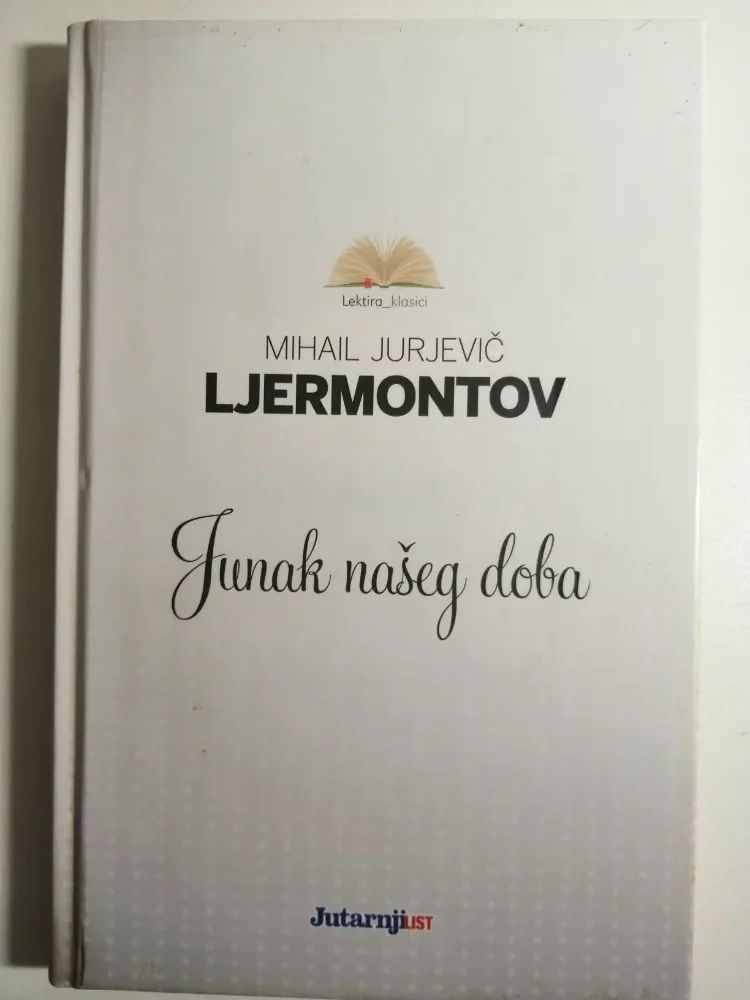 Lektira_klasici
MIHAIL JURJEVIČ
LJERMONTOV
Junak našeg doba
JutarnjiLIST